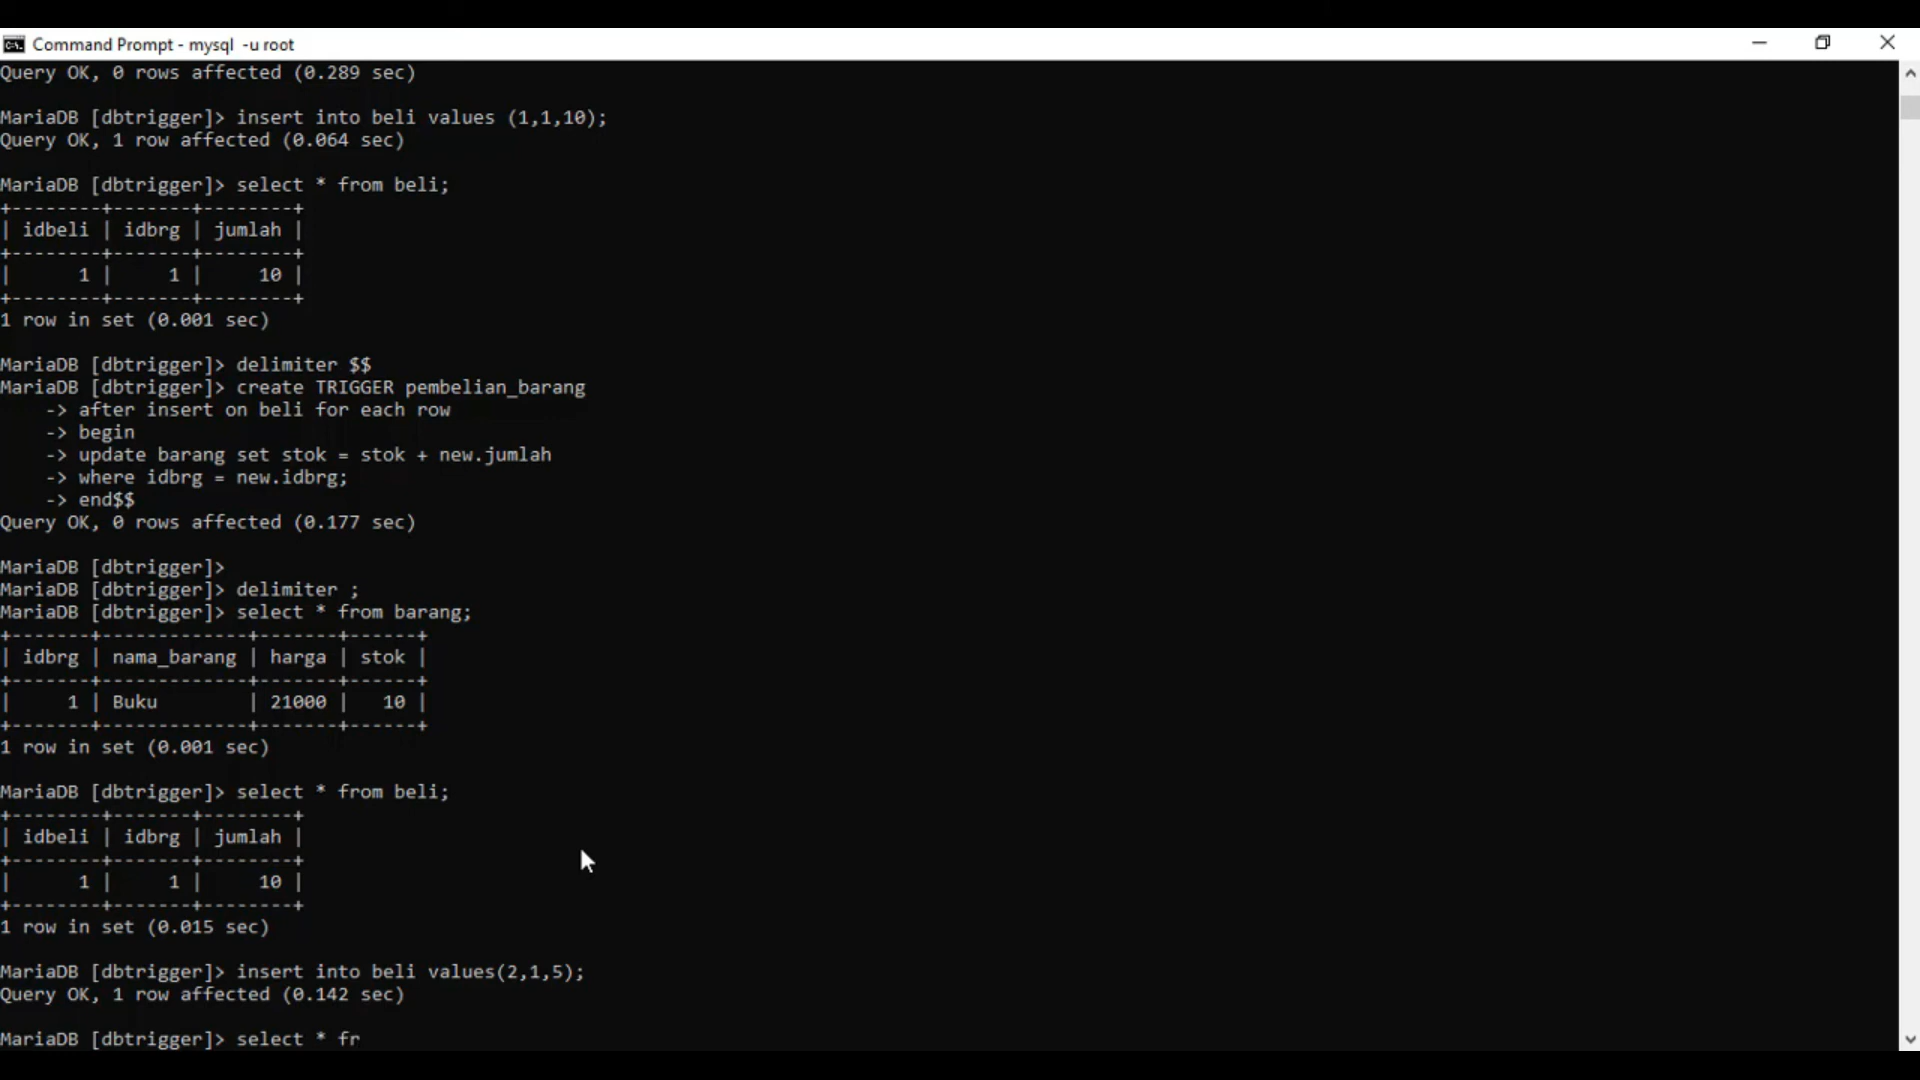 Command Prompt - mysql  -u root
Query OK, 0 rows affected (0.289 sec)
MariaDB [dbtrigger]> insert into beli values (1,1,10);
Query OK, 1 row affected (0.064 sec)
MariaDB [dbtrigger]> select * from beli;
+--------+-------+--------+
| idbeli | idbrg | jumlah |
+--------+-------+--------+
|      1 |     1 |     10 |
+--------+-------+--------+
1 row in set (0.001 sec)
MariaDB [dbtrigger]> delimiter $$
MariaDB [dbtrigger]> create TRIGGER pembelian_barang
    -> after insert on beli for each row
    -> begin
    -> update barang set stok = stok + new.jumlah
    -> where idbrg = new.idbrg;
    -> end$$
Query OK, 0 rows affected (0.177 sec)
MariaDB [dbtrigger]>
MariaDB [dbtrigger]> delimiter ;
MariaDB [dbtrigger]> select * from barang;
+-------+-------------+-------+------+
| idbrg | nama_barang | harga | stok |
+-------+-------------+-------+------+
|     1 | Buku        | 21000 |   10 |
+-------+-------------+-------+------+
1 row in set (0.001 sec)
MariaDB [dbtrigger]> select * from beli;
+--------+-------+--------+
| idbeli | idbrg | jumlah |
+--------+-------+--------+
|      1 |     1 |     10 |
+--------+-------+--------+
1 row in set (0.015 sec)
MariaDB [dbtrigger]> insert into beli values(2,1,5);
Query OK, 1 row affected (0.142 sec)
MariaDB [dbtrigger]> select * fr